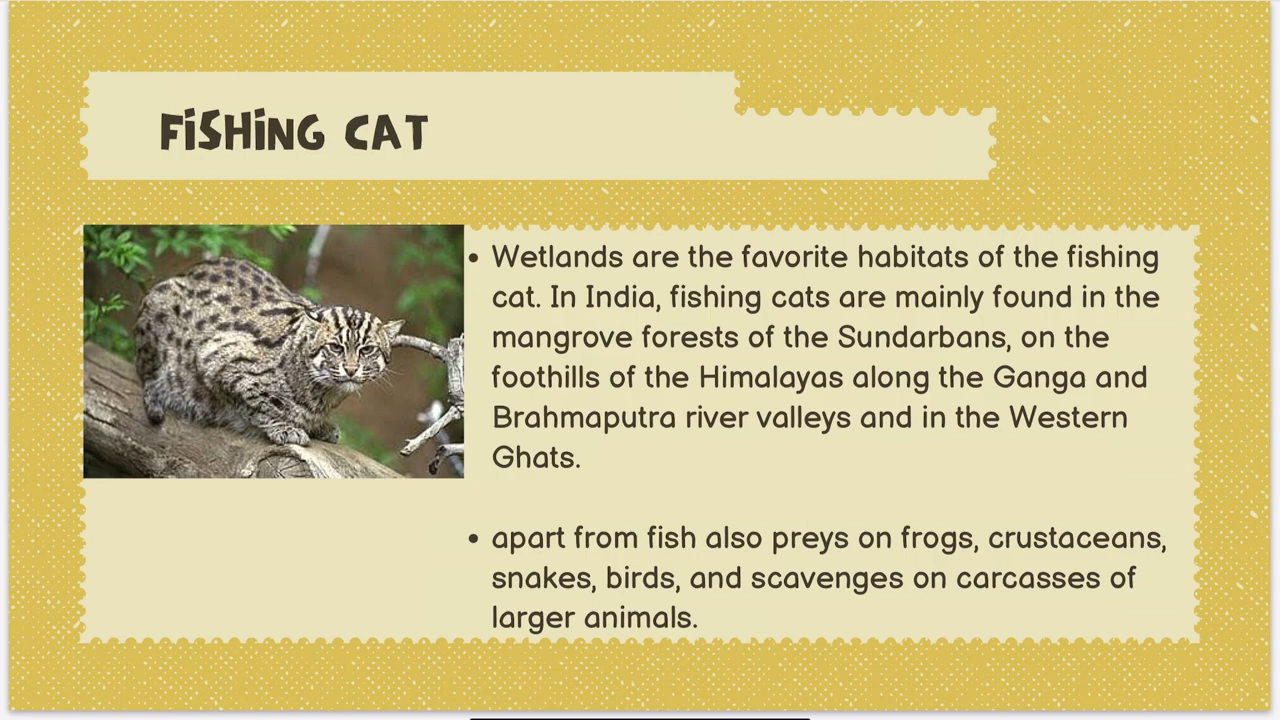 FiSHiNG CAT
• Wetlands are the favorite habitats of the fishing
cat. In India, fishing cats are mainly found in the
mangrove forests of the Sundarbans, on the
foothills of the Himalayas along the Ganga and
Brahmaputra river valleys and in the Western
Ghats.
• apart from fish also preys on frogs, crustaceans,
snakes, birds, and scavenges on carcasses of
larger animals.